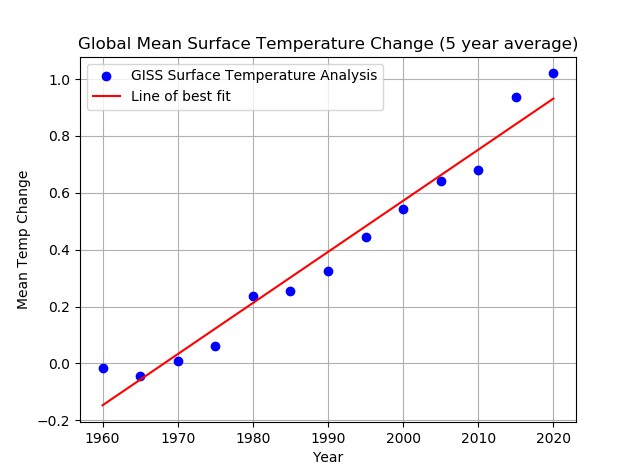 Global Mean Surface Temperature Change (5 year average)
GISS Surface Temperature Analysis
Line of best fit
Mean Temp Change
1.0
0.8
0.6
0.4
0.2
0.0
−0.2
1960 1970 1980 1990 2000 2010 2020
Year